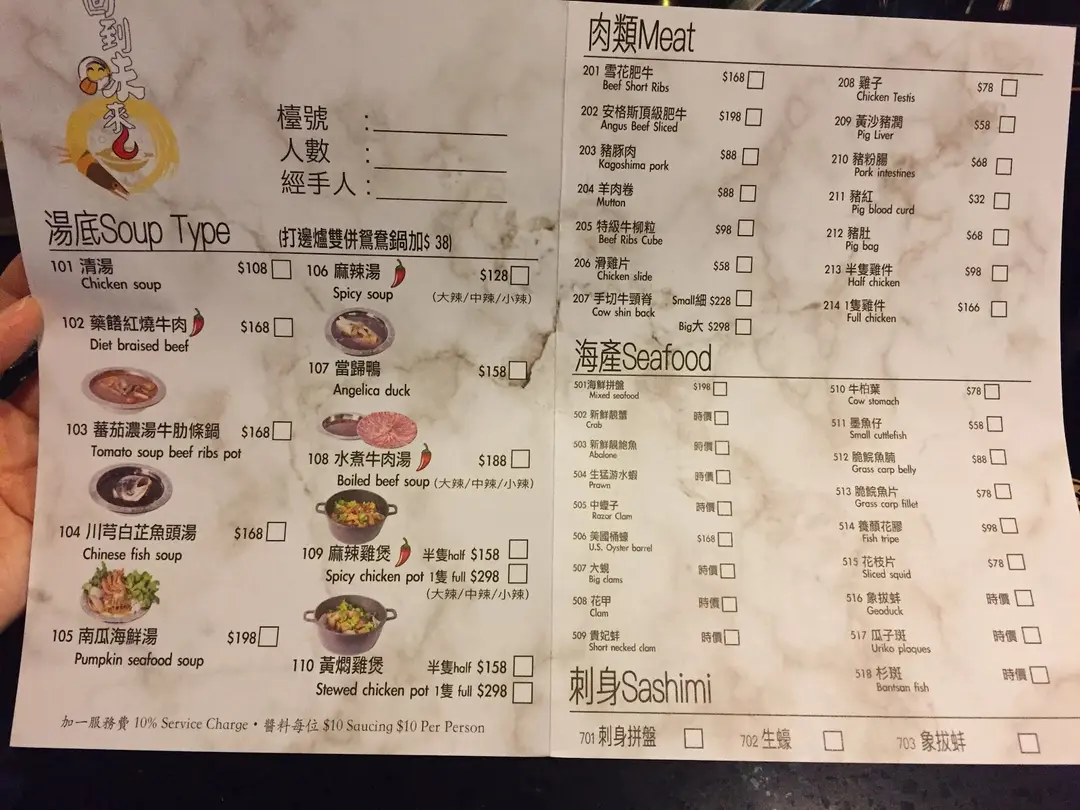 回到未來
檯號 :
人數 :
經手人 :
湯底Soup Type (打邊爐雙併鴛鴦鍋加$ 38)
101 清湯 $108
Chicken soup
102 藥饍紅燒牛肉 $168
Diet braised beef
103 蕃茄濃湯牛肋條鍋 $168
Tomato soup beef ribs pot
104 川芎白芷魚頭湯 $168
Chinese fish soup
105 南瓜海鮮湯 $198
Pumpkin seafood soup
106 麻辣湯 $128
Spicy soup (大辣/中辣/小辣)
107 當歸鴨 $158
Angelica duck
108 水煮牛肉湯 $188
Boiled beef soup (大辣/中辣/小辣)
109 麻辣雞煲 半隻half $158
Spicy chicken pot 1隻 full $298
(大辣/中辣/小辣)
110 黃燜雞煲 半隻half $158
Stewed chicken pot 1隻 full $298
加一服務費 10% Service Charge • 醬料每位 $10 Saucing $10 Per Person
肉類Meat
201 雪花肥牛 $168
Beef Short Ribs
202 安格斯頂級肥牛 $198
Angus Beef Sliced
203 豬豚肉 $88
Kagoshima pork
204 羊肉卷 $88
Mutton
205 特級牛柳粒 $98
Beef Ribs Cube
206 滑雞片 $58
Chicken slide
207 手切牛頸脊 Small細 $228
Cow shin back
Big大 $298
208 雞子 $78
Chicken Testis
209 黃沙豬潤 $58
Pig Liver
210 豬粉腸 $68
Pork intestines
211 豬紅 $32
Pig blood curd
212 豬肚 $68
Pig bag
213 半隻雞件 $98
Half chicken
214 1隻雞件 $166
Full chicken
海產Seafood
501海鮮拼盤 $198
Mixed seafood
502 新鮮靚蟹 時價
Crab
503 新鮮靚鮑魚 時價
Abalone
504 生猛游水蝦 時價
Prawn
505 中蟶子 時價
Razor Clam
506 美國桶蠔 $168
U.S. Oyster barrel
507 大蜆 時價
Big clams
508 花甲 時價
Clam
509 貴妃蚌 時價
Short necked clam
510 牛柏葉 $78
Cow stomach
511 墨魚仔 $58
Small cuttlefish
512 脆脘魚腩 $88
Grass carp belly
513 脆脘魚片 $78
Grass carp fillet
514 養顏花膠 $98
Fish tripe
515 花枝片 $78
Sliced squid
516 象拔蚌 時價
Geoduck
517 瓜子斑 時價
Uriko plaques
518 杉斑 時價
Bantsan fish
刺身Sashimi
701 刺身拼盤
702 生蠔
703 象拔蚌